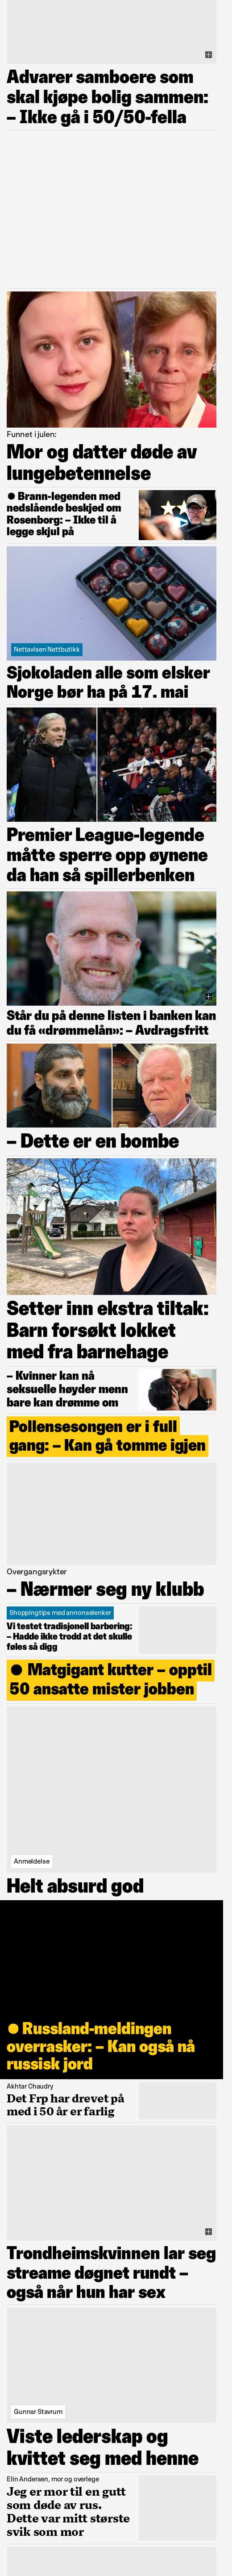 Advarer samboere som
skal kjøpe bolig sammen:
– Ikke gå i 50/50-fella
Funnet i julen:
Mor og datter døde av
lungebetennelse
● Brann-legenden med
nedslående beskjed om
Rosenborg: – Ikke til å
legge skjul på
Nettavisen Nettbutikk
Sjokoladen alle som elsker
Norge bør ha på 17. mai
Premier League-legende
måtte sperre opp øynene
da han så spillerbenken
Står du på denne listen i banken kan
du få «drømmelån»: – Avdragsfritt
– Dette er en bombe
Setter inn ekstra tiltak:
Barn forsøkt lokket
med fra barnehage
– Kvinner kan nå
seksuelle høyder menn
bare kan drømme om
Pollensesongen er i full
gang: – Kan gå tomme igjen
Overgangsrykter
– Nærmer seg ny klubb
Shoppingtips med annonselenker
Vi testet tradisjonell barbering:
– Hadde ikke trodd at det skulle
føles så digg
● Matgigant kutter – opptil
50 ansatte mister jobben
Anmeldelse
Helt absurd god
● Russland-meldingen
overrasker: – Kan også nå
russisk jord
Akhtar Chaudry
Det Frp har drevet på
med i 50 år er farlig
Trondheimskvinnen lar seg
streame døgnet rundt –
også når hun har sex
Gunnar Stavrum
Viste lederskap og
kvittet seg med henne
Elin Andersen, mor og overlege
Jeg er mor til en gutt
som døde av rus.
Dette var mitt største
svik som mor